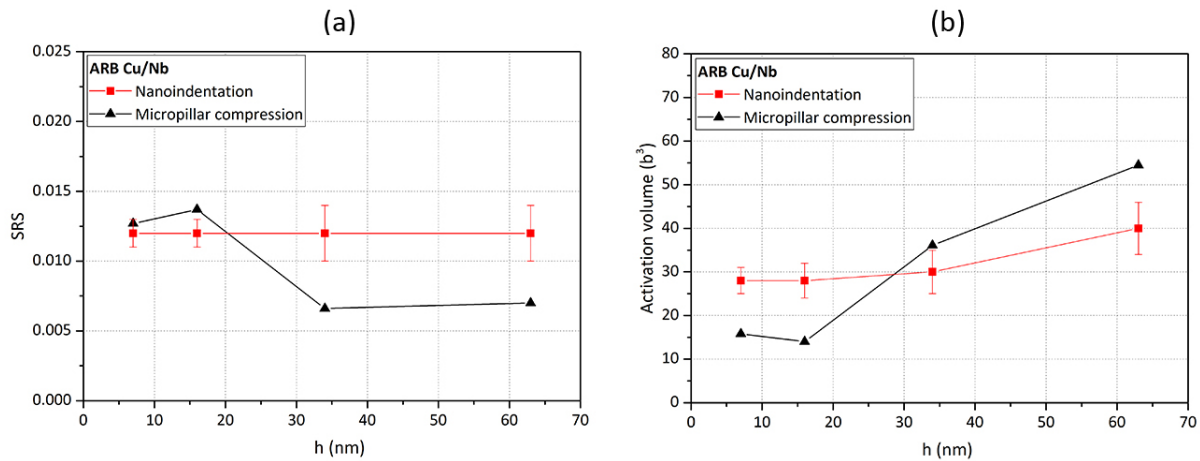 (a)
0.025
0.020
0.015
0.010
0.005
0.000
SRS
ARB Cu/Nb
Nanoindentation
Micropillar compression
0 10 20 30 40 50 60 70
h (nm)
(b)
80
70
60
50
40
30
20
10
0
Activation volume (b³)
ARB Cu/Nb
Nanoindentation
Micropillar compression
0 10 20 30 40 50 60 70
h (nm)